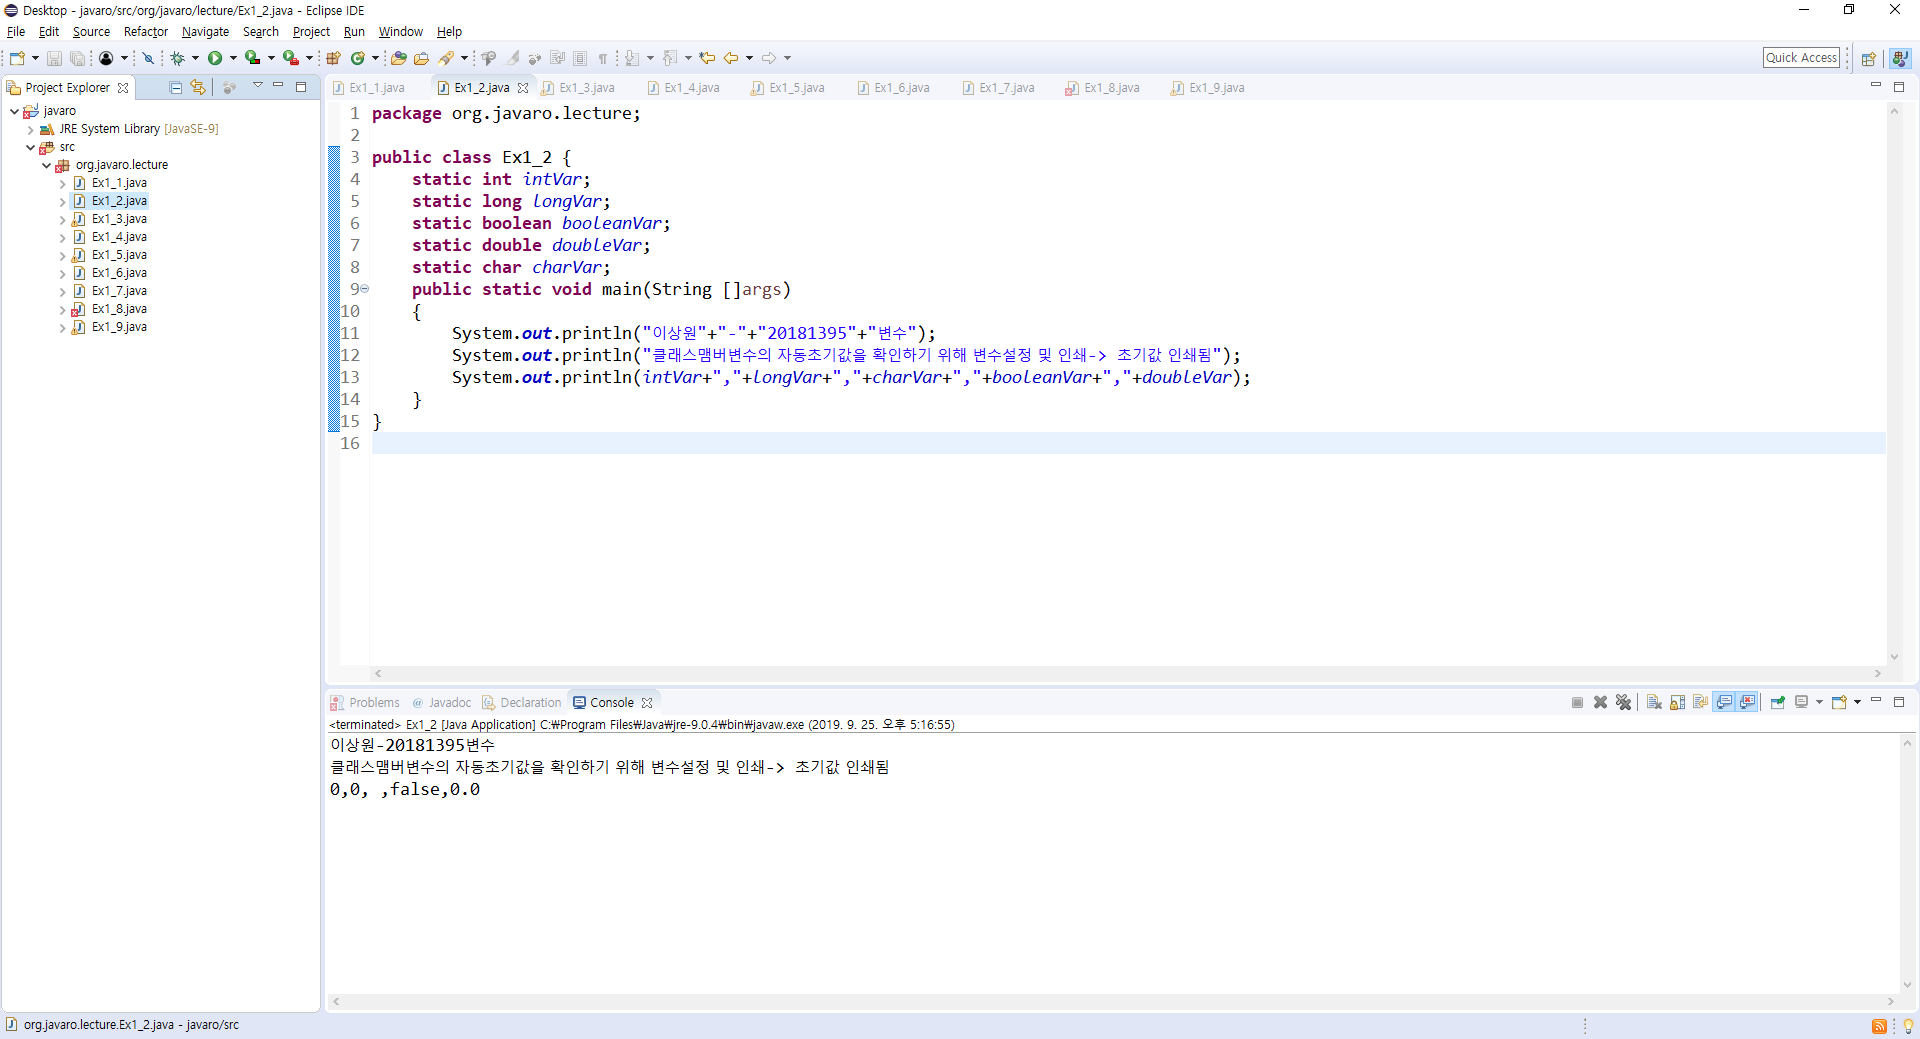 Desktop - javaro/src/org/javaro/lecture/Ex1_2.java - Eclipse IDE
File Edit Source Refactor Navigate Search Project Run Window Help
Quick Access
Project Explorer
javaro
JRE System Library [JavaSE-9]
src
org.javaro.lecture
Ex1_1.java
Ex1_2.java
Ex1_3.java
Ex1_4.java
Ex1_5.java
Ex1_6.java
Ex1_7.java
Ex1_8.java
Ex1_9.java
Ex1_1.java Ex1_2.java Ex1_3.java Ex1_4.java Ex1_5.java Ex1_6.java Ex1_7.java Ex1_8.java Ex1_9.java
1 package org.javaro.lecture;
2
3 public class Ex1_2 {
4 static int intVar;
5 static long longVar;
6 static boolean booleanVar;
7 static double doubleVar;
8 static char charVar;
9 public static void main(String []args)
10 {
11 System.out.println("이상원"+"-"+"20181395"+"변수");
12 System.out.println("클래스맴버변수의 자동초기값을 확인하기 위해 변수설정 및 인쇄-> 초기값 인쇄됨");
13 System.out.println(intVar+","+longVar+","+charVar+","+booleanVar+","+doubleVar);
14 }
15 }
16
Problems @ Javadoc Declaration Console
<terminated> Ex1_2 [Java Application] C:₩Program Files₩Java₩jre-9.0.4₩bin₩javaw.exe (2019. 9. 25. 오후 5:16:55)
이상원-20181395변수
클래스맴버변수의 자동초기값을 확인하기 위해 변수설정 및 인쇄-> 초기값 인쇄됨
0,0, ,false,0.0
org.javaro.lecture.Ex1_2.java - javaro/src